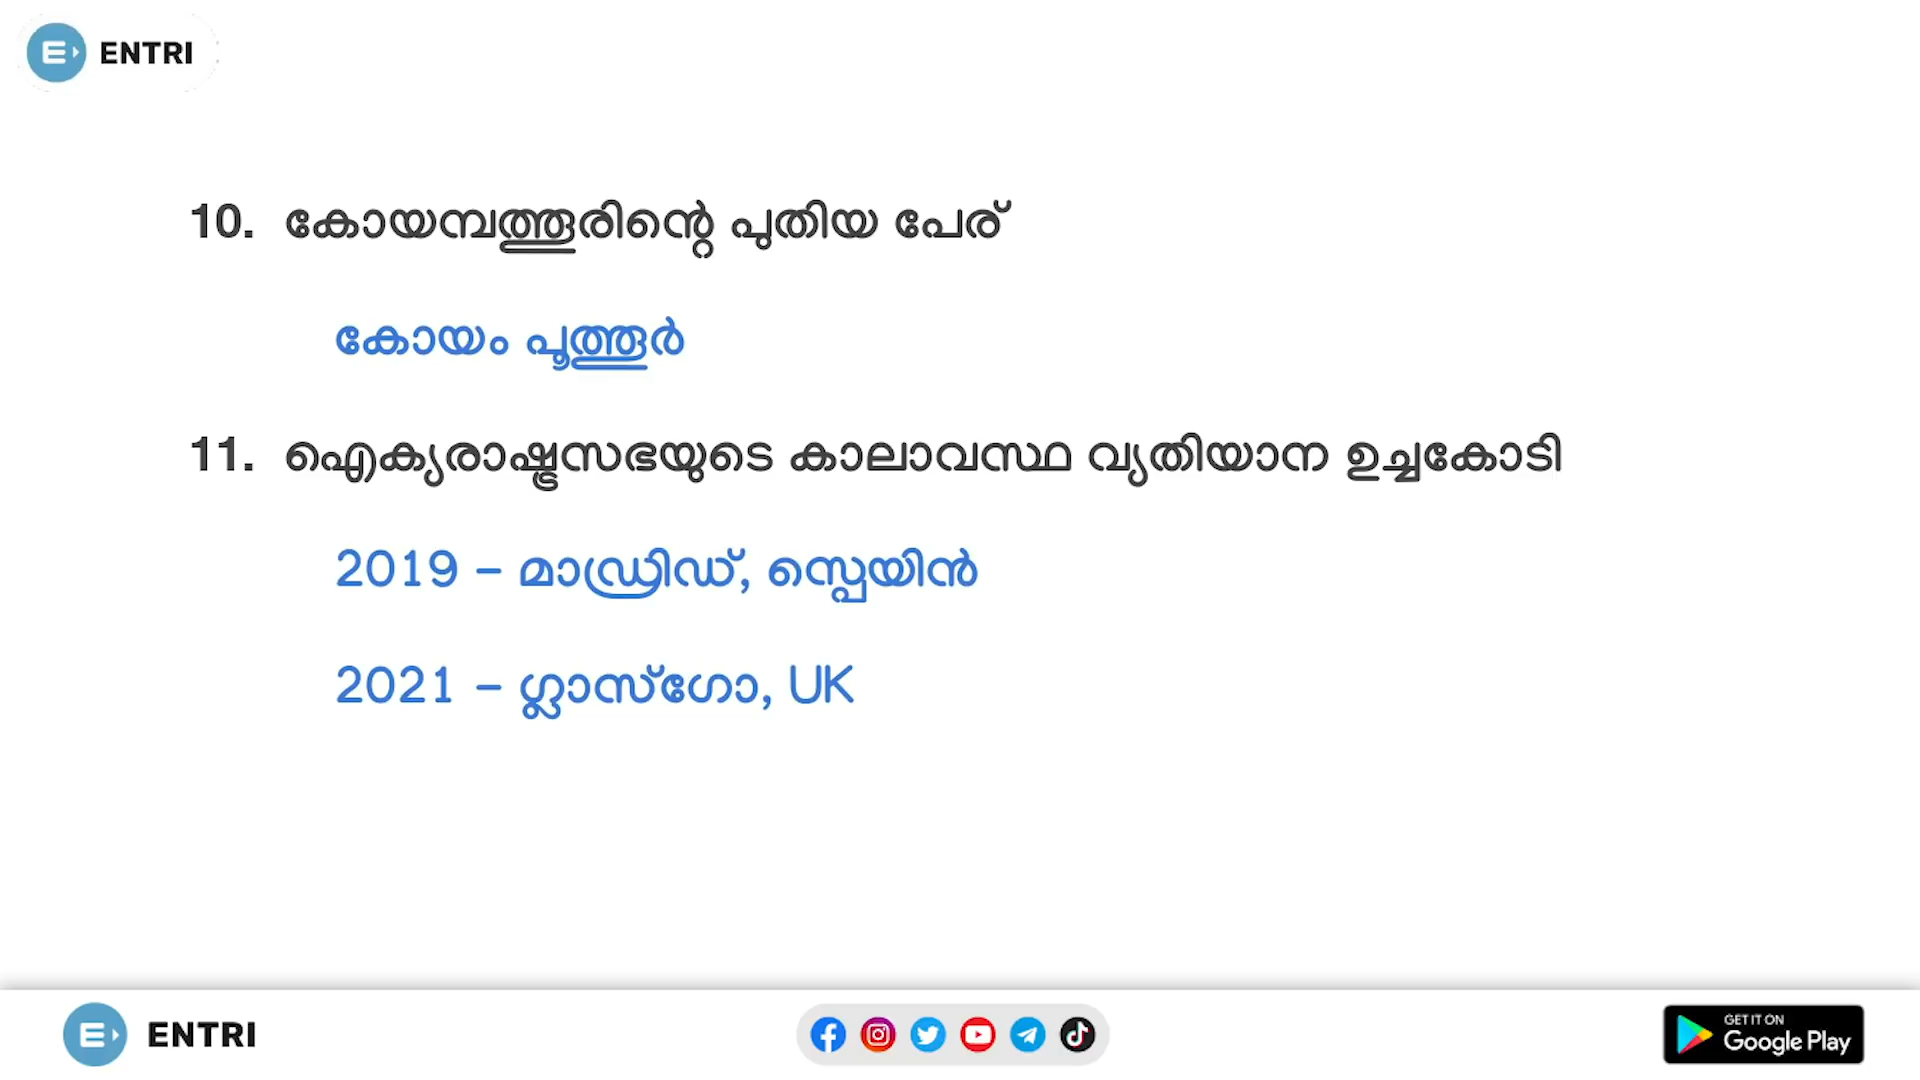 ENTRI
10. കോയമ്പത്തൂരിന്റെ പുതിയ പേര്
കോയം പൂത്തൂർ
11. ഐക്യരാഷ്ട്രസഭയുടെ കാലാവസ്ഥ വ്യതിയാന ഉച്ചകോടി
2019 – മാഡ്രിഡ്, സ്പെയിൻ
2021 – ഗ്ലാസ്ഗോ, UK
ENTRI
GET IT ON
Google Play